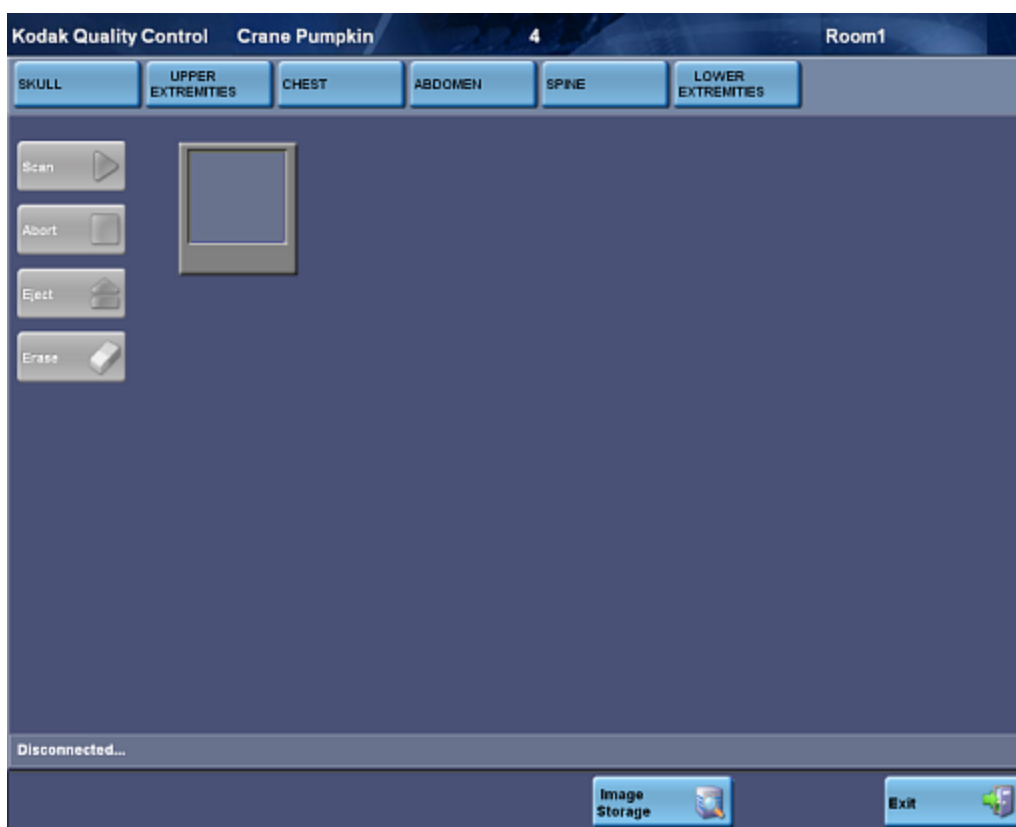 Kodak Quality Control Crane Pumpkin 4 Room1
SKULL
UPPER
EXTREMITIES
CHEST
ABDOMEN
SPINE
LOWER
EXTREMITIES
Scan
Abort
Eject
Erase
Disconnected...
Image
Storage
Exit